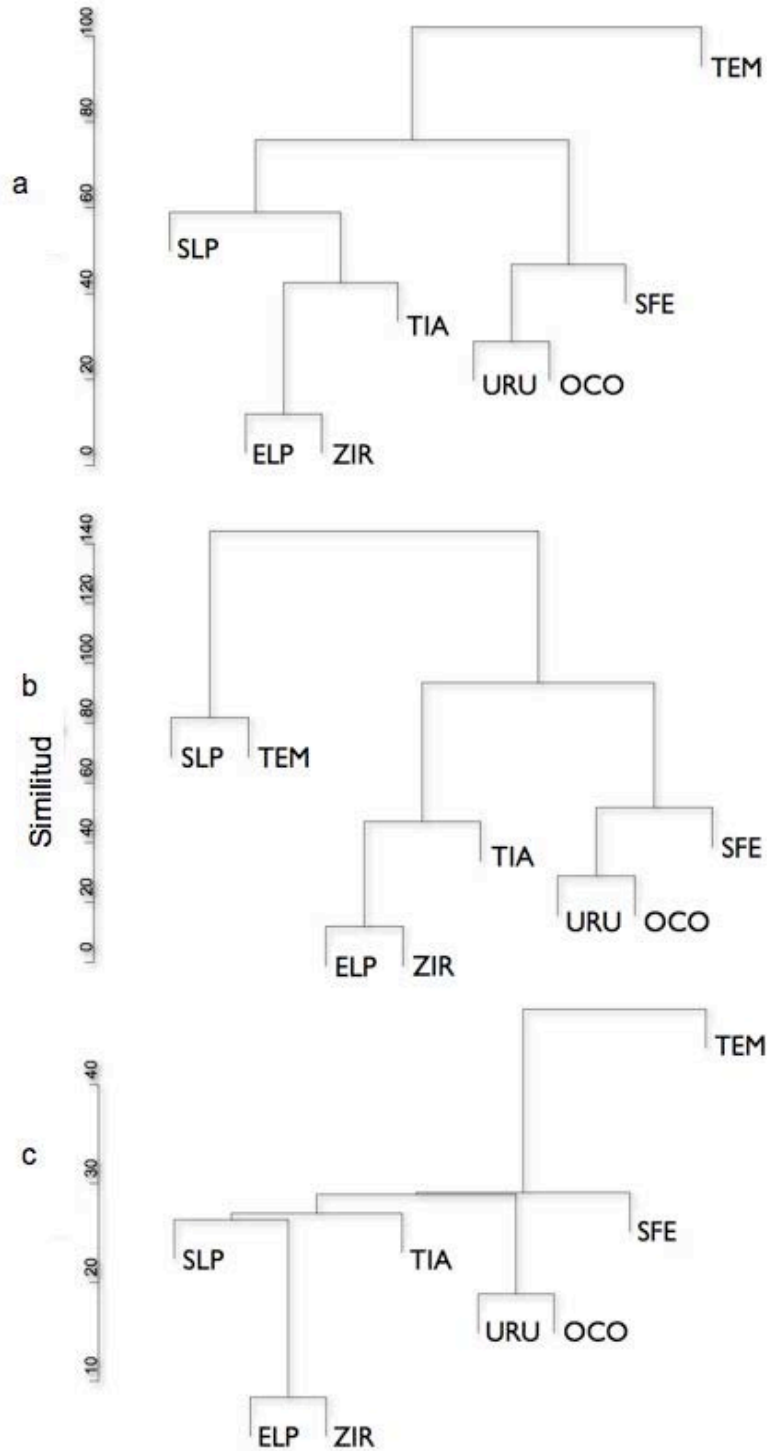 100
80
60
40
20
0
a
TEM
SLP
SFE
TIA
URU OCO
ELP ZIR
140
120
100
80
60
40
20
0
b
Similitud
SLP TEM
TIA
SFE
URU OCO
ELP ZIR
40
30
20
10
c
TEM
SFE
SLP
TIA
URU OCO
ELP ZIR